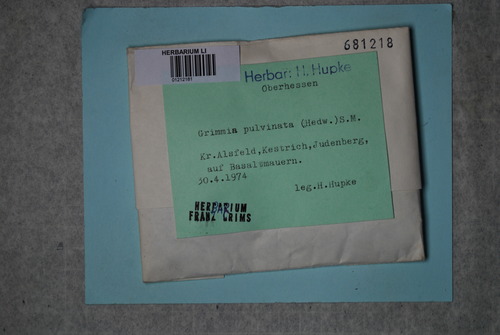 HERBARIUM LI
681218
Herbar: H. Hupke
Oberhessen
Grimmia pulvinata (Hedw.)S.M.
Kr.Alsfeld,Kestrich,Judenberg,
auf Basaltmauern.
30.4.1974
leg.H.Hupke
HERBARIUM
FRANZ GRIMS